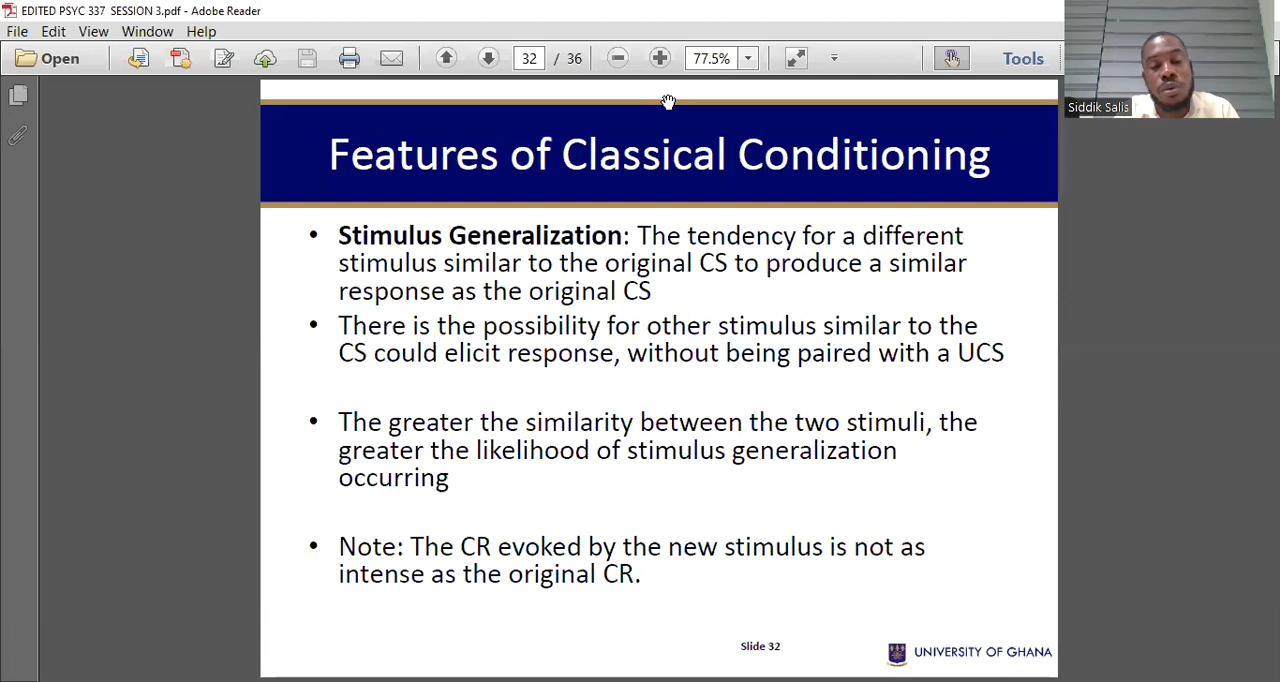 EDITED PSYC 337 SESSION 3.pdf - Adobe Reader
File Edit View Window Help
Open 32 / 36 77.5% Tools
Siddik Salis
Features of Classical Conditioning
• Stimulus Generalization: The tendency for a different
stimulus similar to the original CS to produce a similar
response as the original CS
• There is the possibility for other stimulus similar to the
CS could elicit response, without being paired with a UCS
• The greater the similarity between the two stimuli, the
greater the likelihood of stimulus generalization
occurring
• Note: The CR evoked by the new stimulus is not as
intense as the original CR.
Slide 32
UNIVERSITY OF GHANA